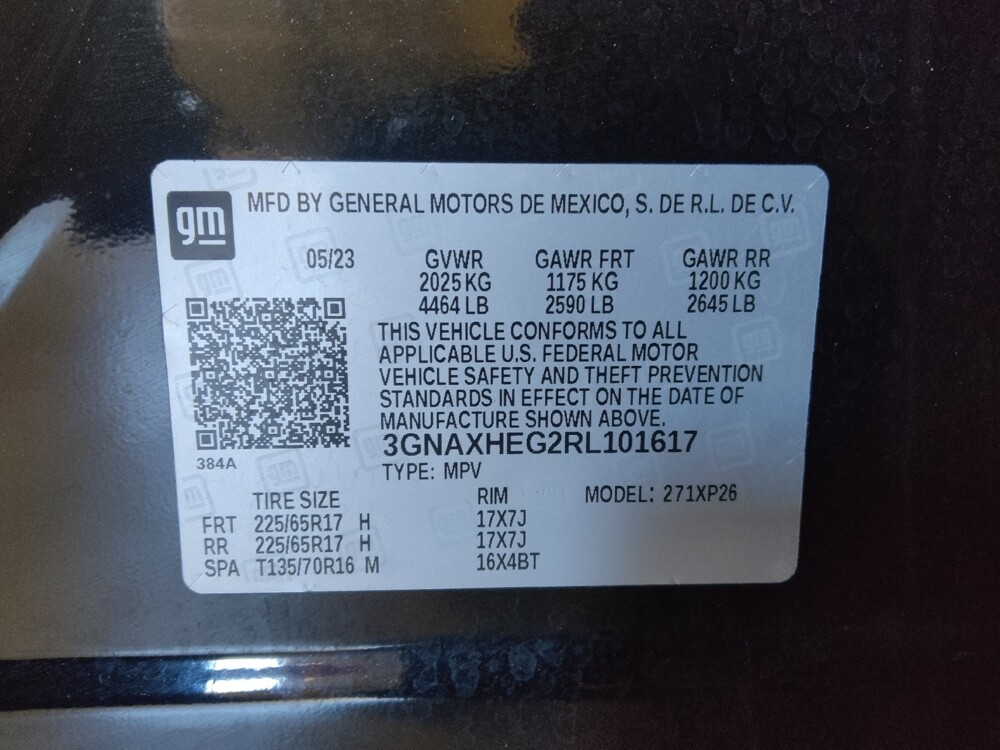 gm MFD BY GENERAL MOTORS DE MEXICO, S. DE R.L. DE C.V.
05/23 GVWR GAWR FRT GAWR RR
2025 KG 1175 KG 1200 KG
4464 LB 2590 LB 2645 LB
THIS VEHICLE CONFORMS TO ALL
APPLICABLE U.S. FEDERAL MOTOR
VEHICLE SAFETY AND THEFT PREVENTION
STANDARDS IN EFFECT ON THE DATE OF
MANUFACTURE SHOWN ABOVE.
3GNAXHEG2RL101617
384A
TYPE: MPV
TIRE SIZE RIM MODEL: 271XP26
FRT 225/65R17 H 17X7J
RR 225/65R17 H 17X7J
SPA T135/70R16 M 16X4BT